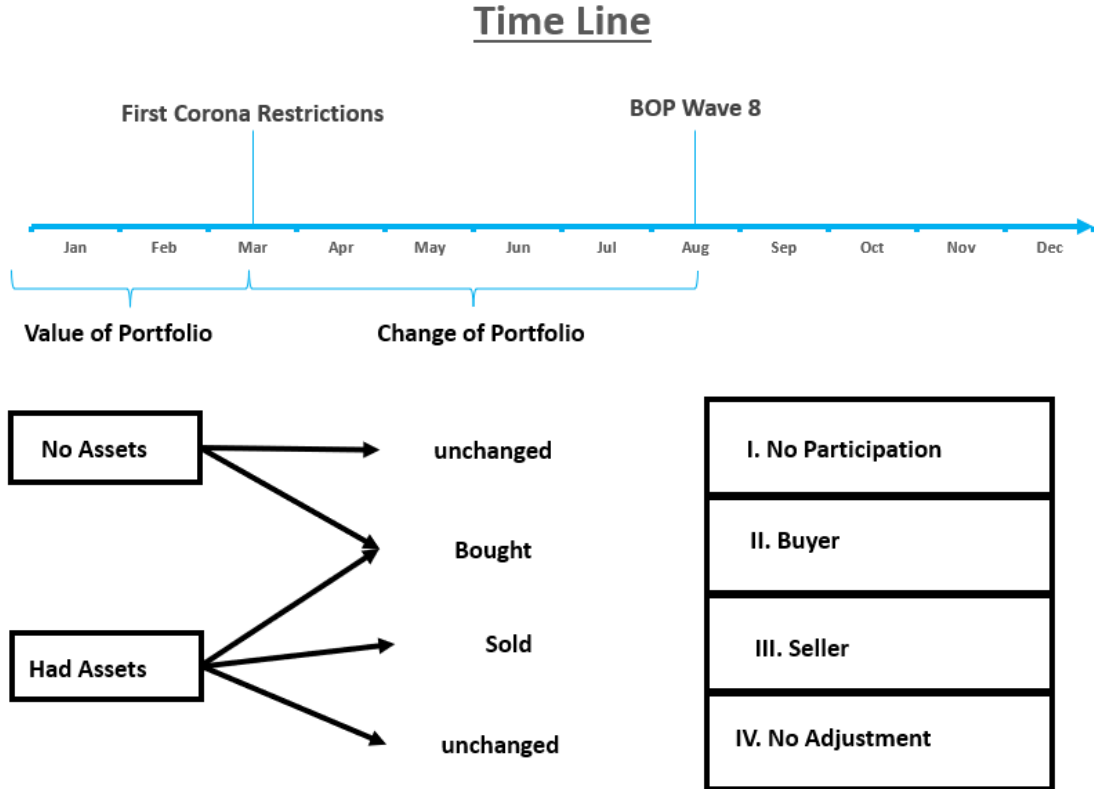 Time Line
First Corona Restrictions
BOP Wave 8
Jan Feb Mar Apr May Jun Jul Aug Sep Oct Nov Dec
Value of Portfolio
Change of Portfolio
No Assets
unchanged
I. No Participation
Bought
II. Buyer
Had Assets
Sold
III. Seller
unchanged
IV. No Adjustment